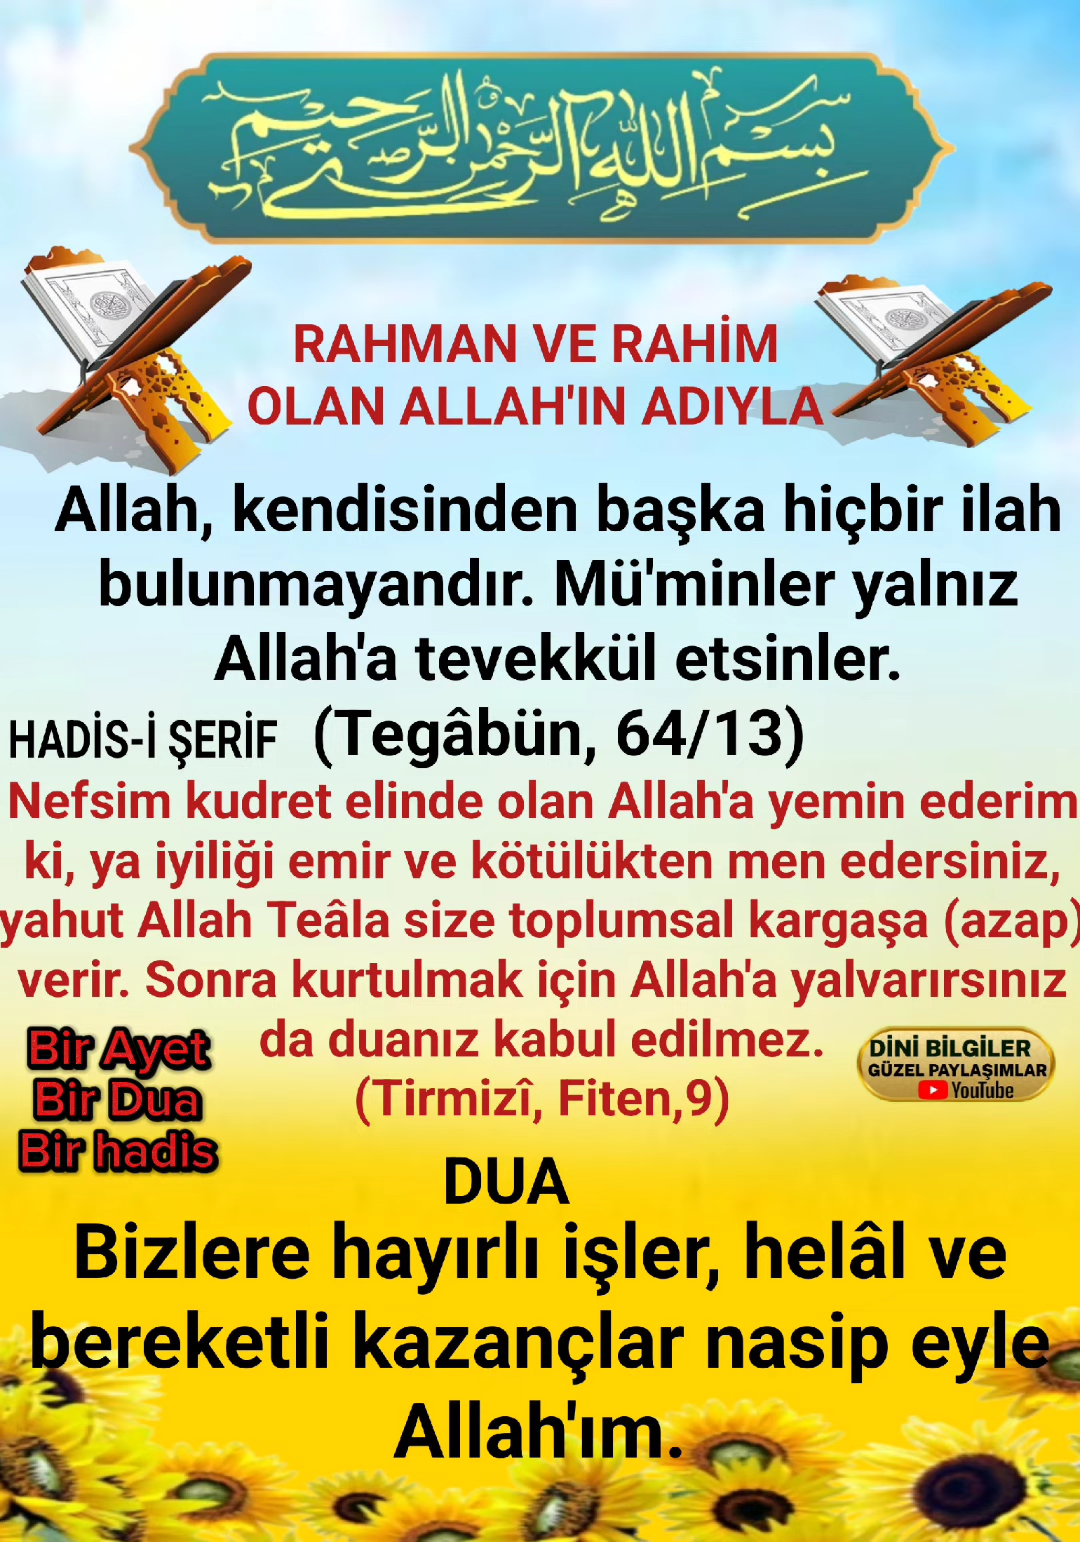 بِسْمِ اللهِ الرَّحْمٰنِ الرَّحِيمِ
RAHMAN VE RAHİM
OLAN ALLAH'IN ADIYLA
Allah, kendisinden başka hiçbir ilah
bulunmayandır. Mü'minler yalnız
Allah'a tevekkül etsinler.
HADİS-İ ŞERİF (Tegâbün, 64/13)
Nefsim kudret elinde olan Allah'a yemin ederim
ki, ya iyiliği emir ve kötülükten men edersiniz,
yahut Allah Teâla size toplumsal kargaşa (azap)
verir. Sonra kurtulmak için Allah'a yalvarırsınız
da duanız kabul edilmez.
(Tirmizî, Fiten,9)
Bir Ayet
Bir Dua
Bir hadis
DİNİ BİLGİLER
GÜZEL PAYLAŞIMLAR
YouTube
DUA
Bizlere hayırlı işler, helâl ve
bereketli kazançlar nasip eyle
Allah'ım.